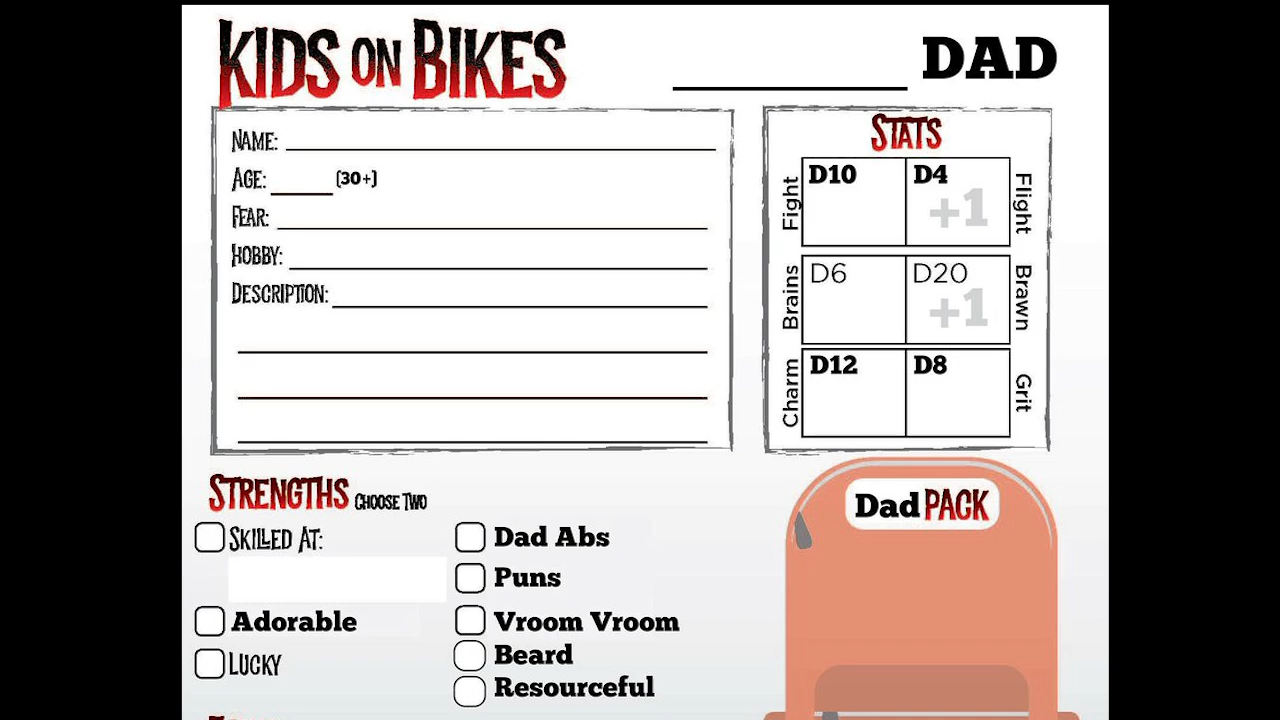 KIDS ON BIKES
DAD
NAME:
AGE: (30+)
FEAR:
HOBBY:
DESCRIPTION:
STATS
Fight D10 D4 +1 Flight
Brains D6 D20 +1 Brawn
Charm D12 D8 Grit
STRENGTHS CHOOSE TWO
SKILLED AT:
Adorable
LUCKY
Dad Abs
Puns
Vroom Vroom
Beard
Resourceful
Dad PACK